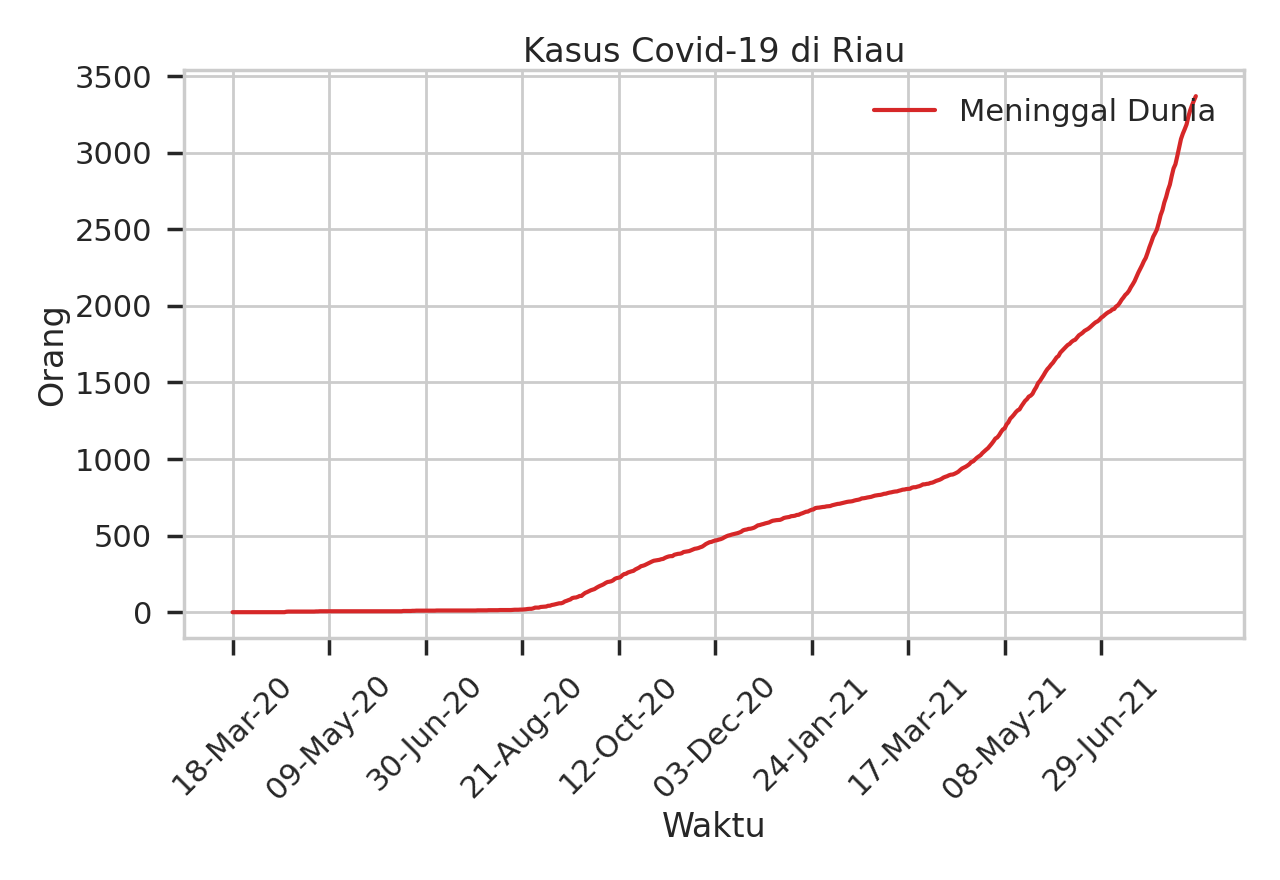 Kasus Covid-19 di Riau
Meninggal Dunia
3500
3000
2500
2000
1500
1000
500
0
Orang
18-Mar-20
09-May-20
30-Jun-20
21-Aug-20
12-Oct-20
03-Dec-20
24-Jan-21
17-Mar-21
08-May-21
29-Jun-21
Waktu